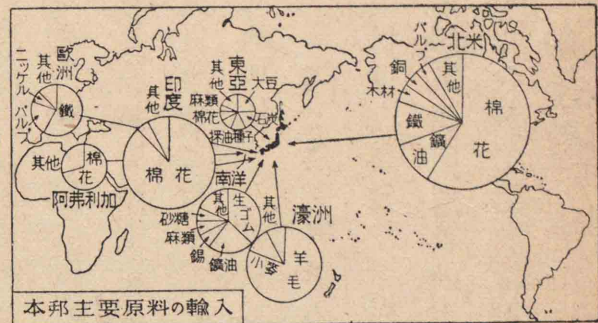 歐洲
ニッケル
パルプ
其他
鐵
印度
其他
棉花
東亞
其他
大豆
麻類
石炭
棉花
採油種子
北米
パルプ
銅
木材
鐵
鑛油
其他
棉花
阿弗利加
其他
棉花
南洋
其他
生ゴム
砂糖
麻類
錫
鑛油
濠洲
其他
小麥
羊毛
本邦主要原料の輸入